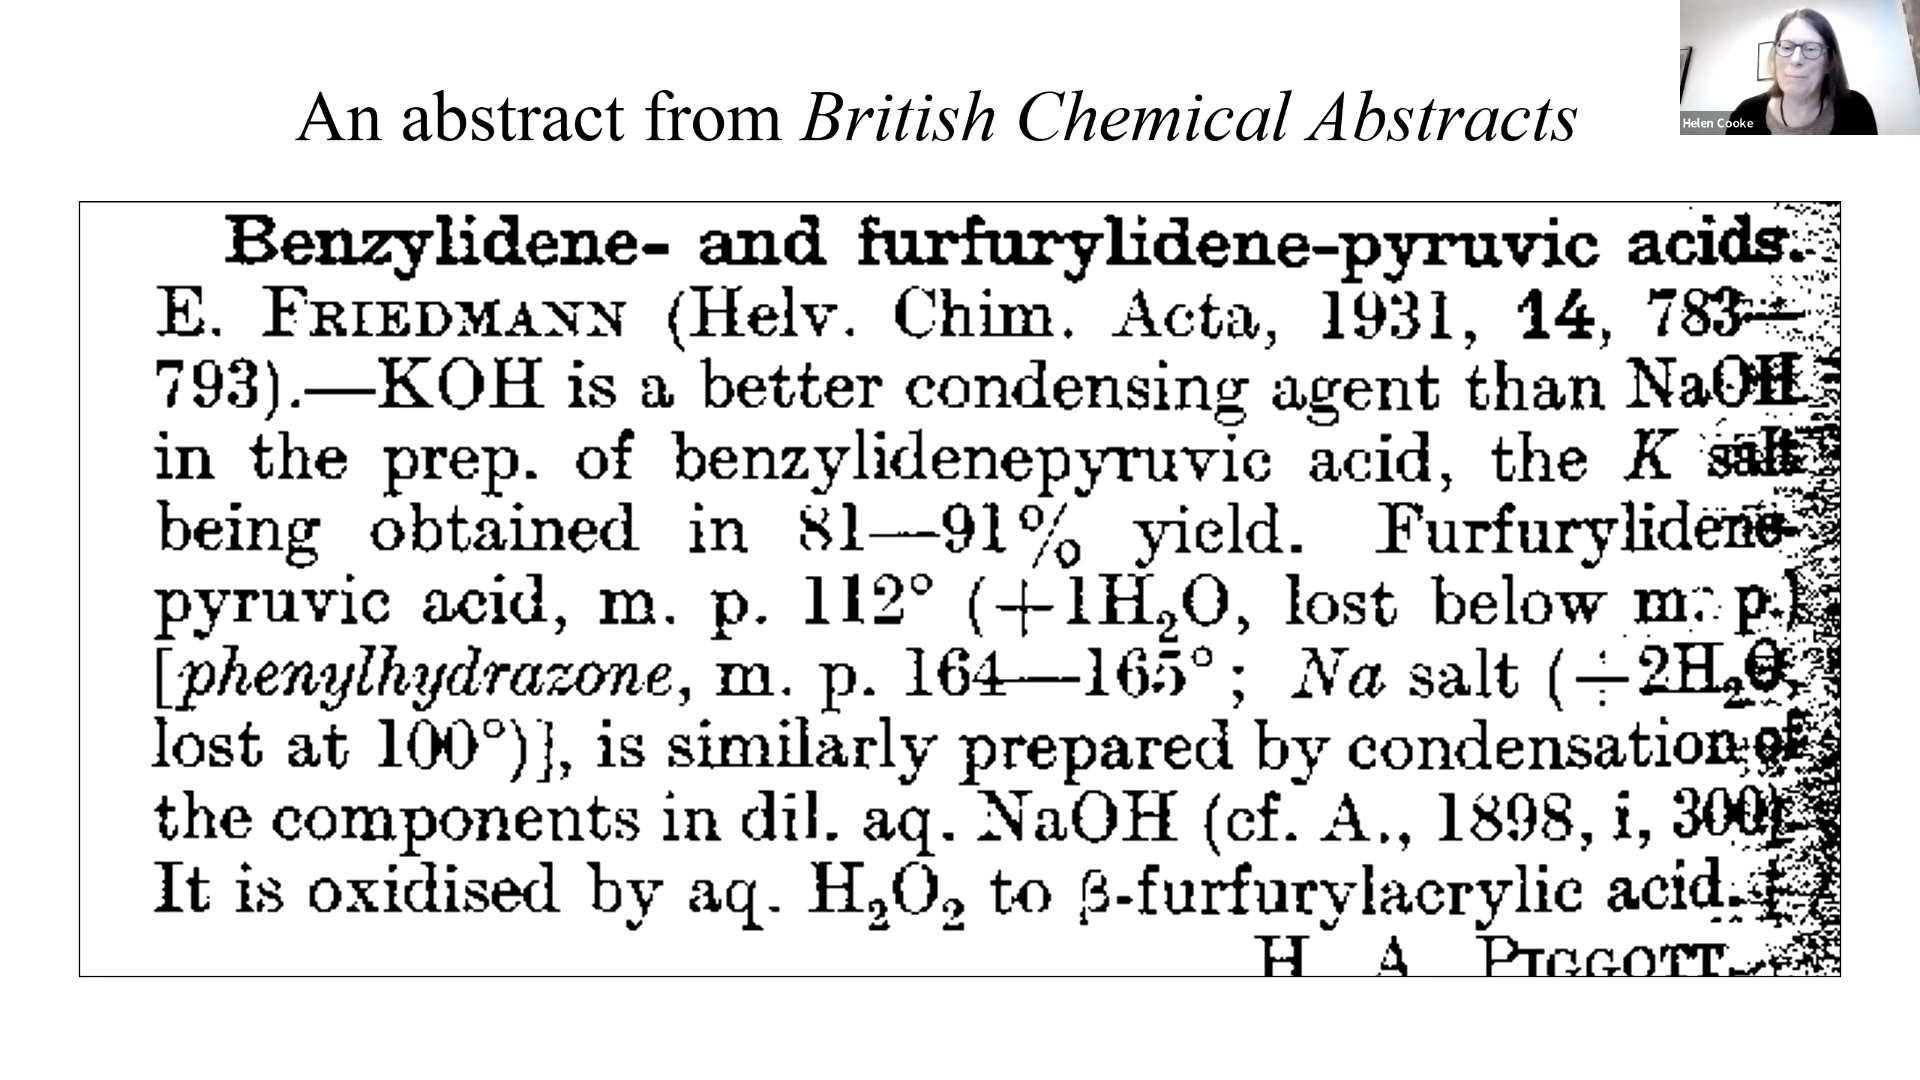 An abstract from British Chemical Abstracts
Helen Cooke
Benzylidene- and furfurylidene-pyruvic acids.
E. FRIEDMANN (Helv. Chim. Acta, 1931, 14, 783—
793).—KOH is a better condensing agent than NaOH
in the prep. of benzylidenepyruvic acid, the K salt
being obtained in 81—91% yield. Furfurylidene-
pyruvic acid, m. p. 112° (+1H₂O, lost below m. p.)
[phenylhydrazone, m. p. 164—165°; Na salt (+2H₂O,
lost at 100°)], is similarly prepared by condensation of
the components in dil. aq. NaOH (cf. A., 1898, i, 300).
It is oxidised by aq. H₂O₂ to β-furfurylacrylic acid.
H. A. PIGGOTT.